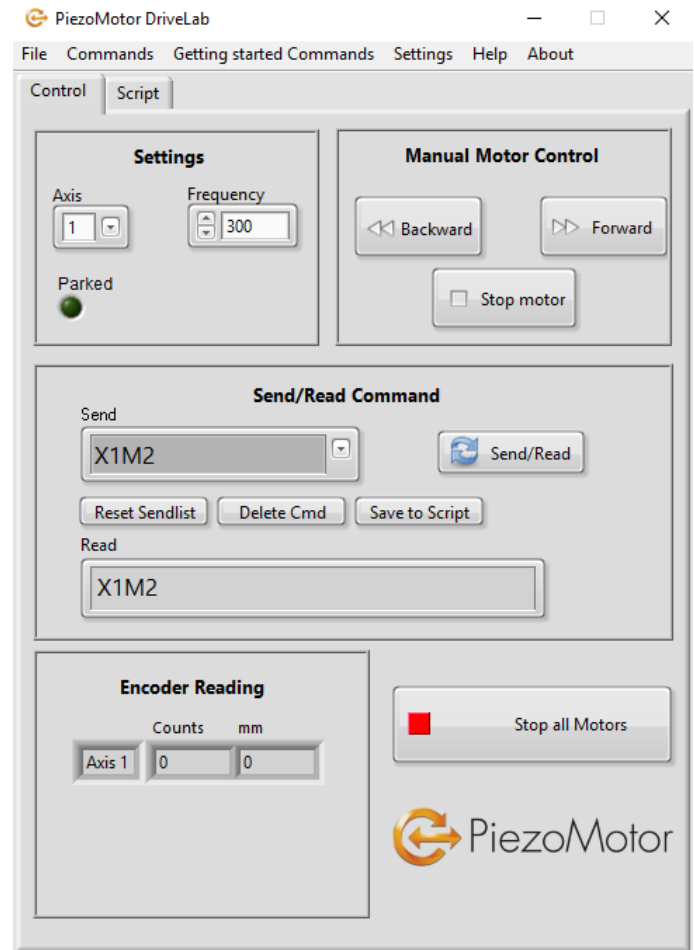 PiezoMotor DriveLab
File Commands Getting started Commands Settings Help About
Control Script
Settings
Axis Frequency
1 300
Parked
Manual Motor Control
Backward Forward
Stop motor
Send/Read Command
Send
X1M2 Send/Read
Reset Sendlist Delete Cmd Save to Script
Read
X1M2
Encoder Reading
Counts mm
Axis 1 0 0
Stop all Motors
PiezoMotor